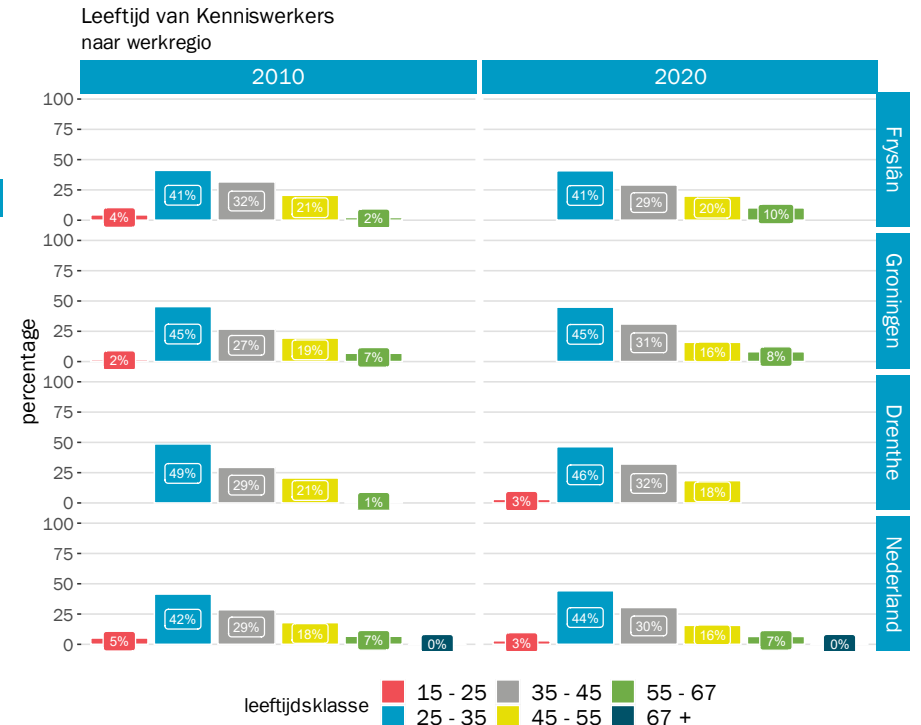 Leeftijd van Kenniswerkers
naar werkregio
2010 2020
percentage
100
75
50
25
0
4% 41% 32% 21% 2%
41% 29% 20% 10%
Fryslân
100
75
50
25
0
2% 45% 27% 19% 7%
45% 31% 16% 8%
Groningen
100
75
50
25
0
49% 29% 21% 1%
3% 46% 32% 18%
Drenthe
100
75
50
25
0
5% 42% 29% 18% 7% 0%
3% 44% 30% 16% 7% 0%
Nederland
leeftijdsklasse
15 - 25 35 - 45 55 - 67
25 - 35 45 - 55 67 +